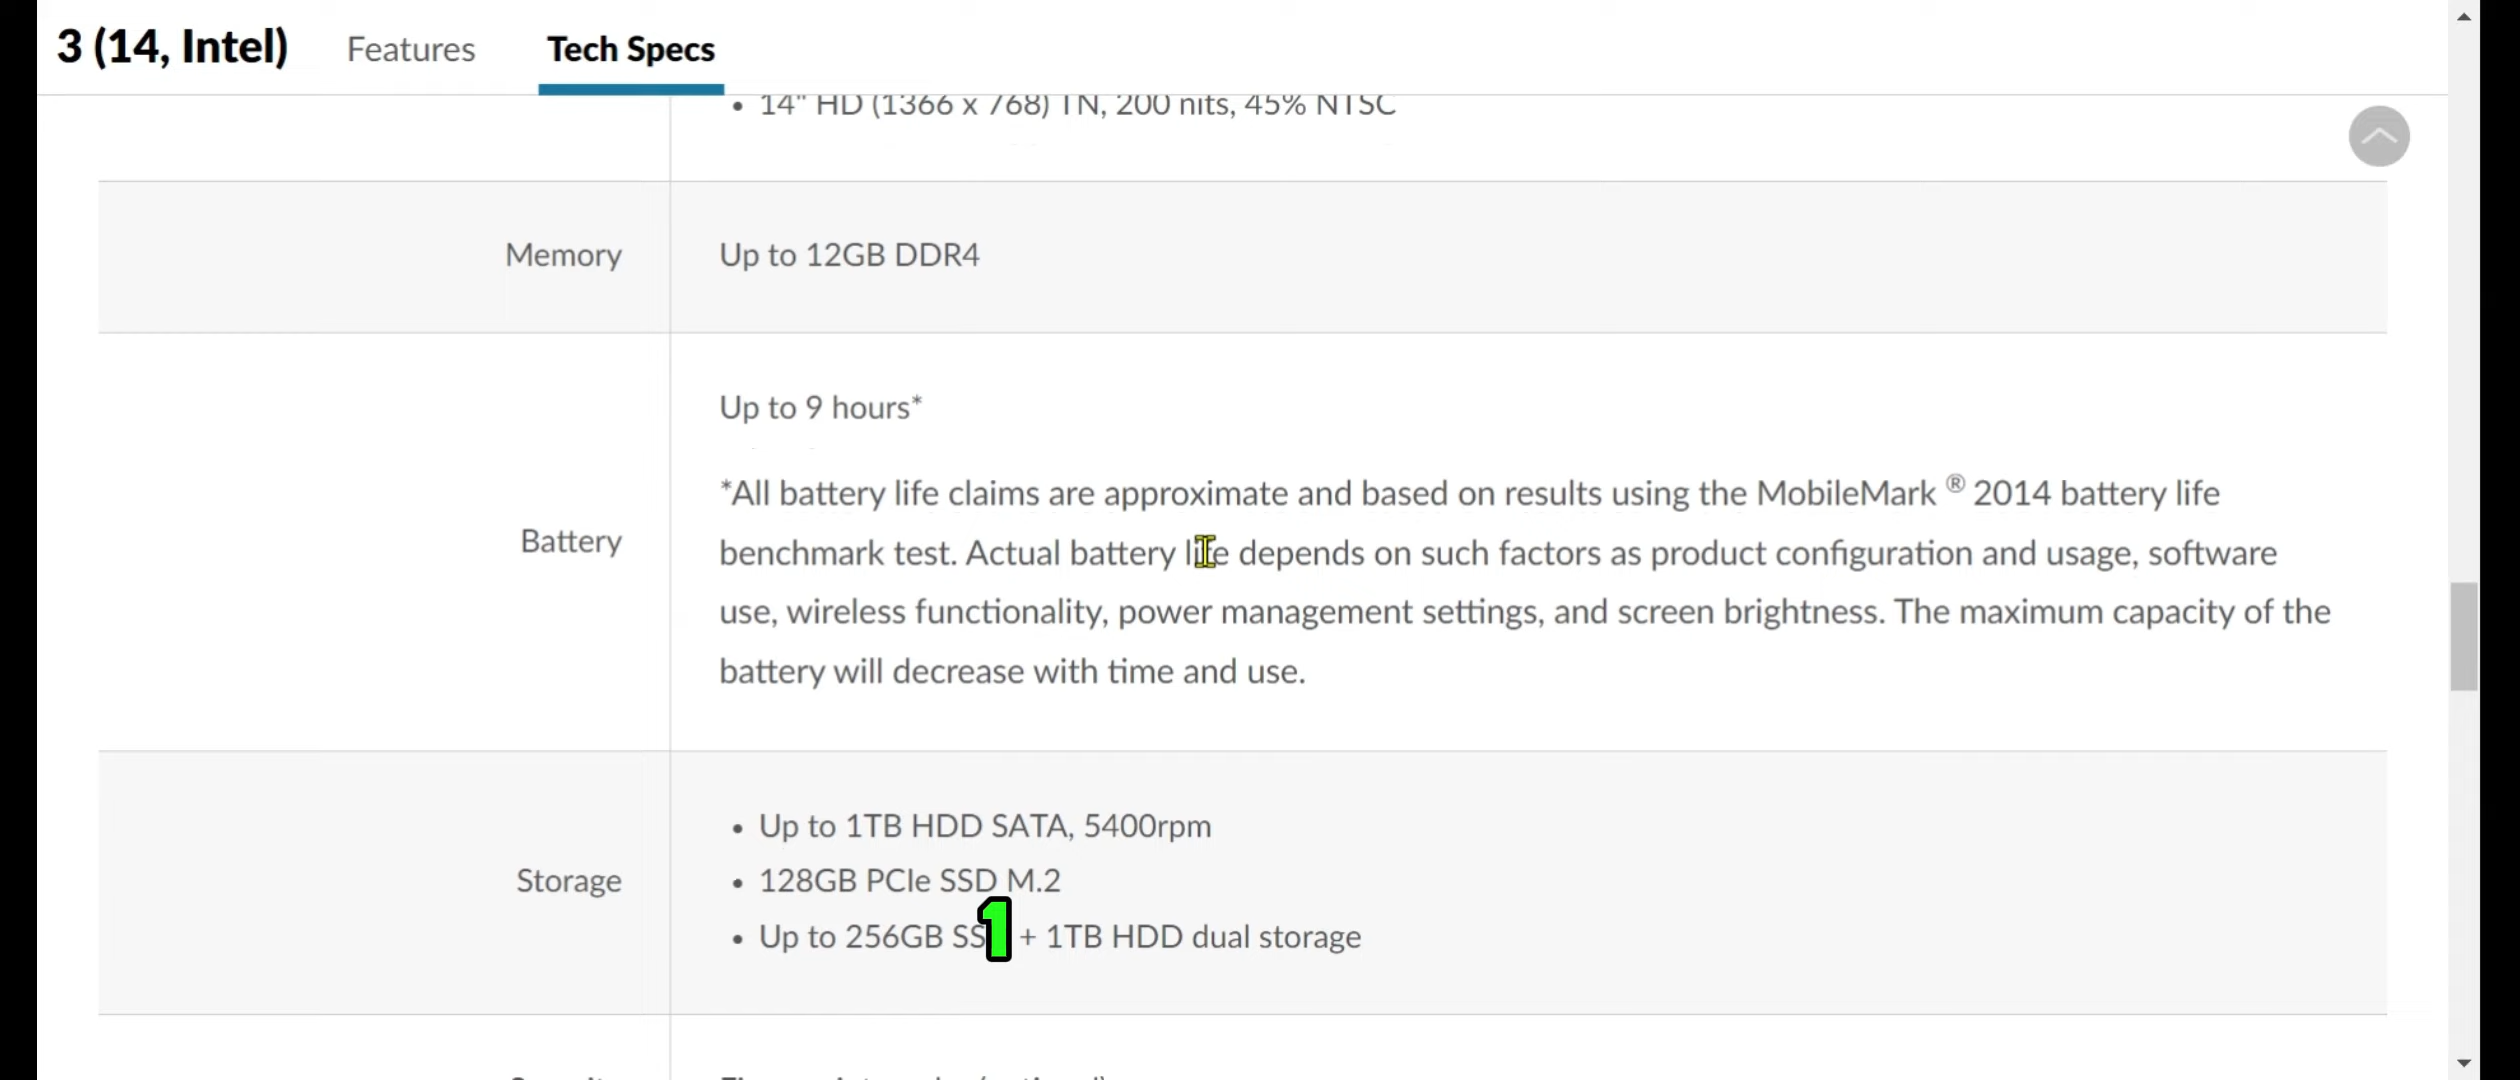 3 (14, Intel) Features Tech Specs
• 14" HD (1366 x 768) TN, 200 nits, 45% NTSC
Memory
Up to 12GB DDR4
Battery
Up to 9 hours*
*All battery life claims are approximate and based on results using the MobileMark ® 2014 battery life
benchmark test. Actual battery life depends on such factors as product configuration and usage, software
use, wireless functionality, power management settings, and screen brightness. The maximum capacity of the
battery will decrease with time and use.
Storage
• Up to 1TB HDD SATA, 5400rpm
• 128GB PCIe SSD M.2
• Up to 256GB SS + 1TB HDD dual storage
1